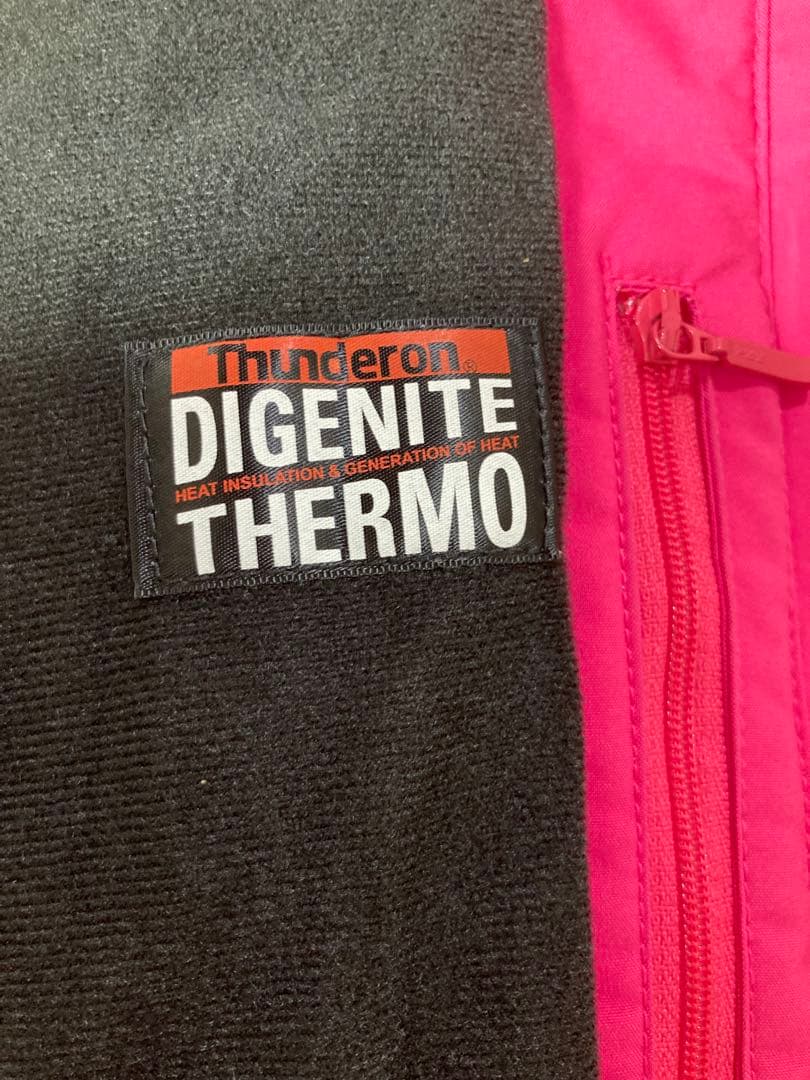 Thunderon®
DIGENITE
HEAT INSULATION & GENERATION OF HEAT
THERMO